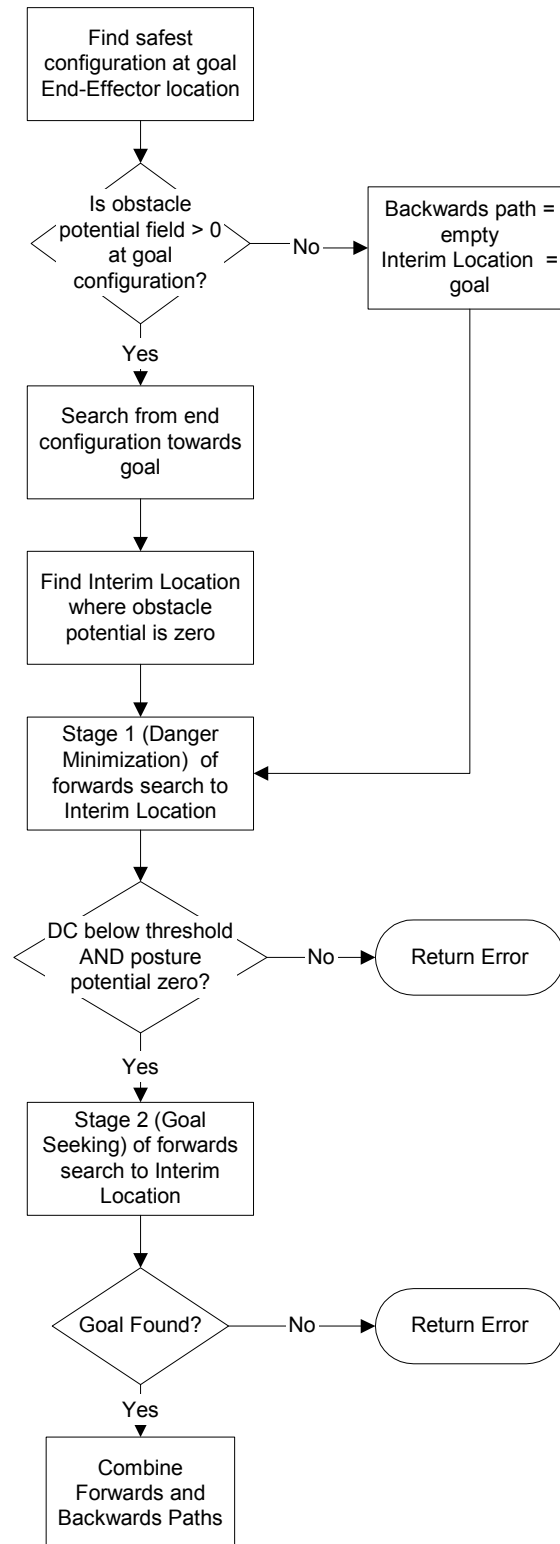 Find safest
configuration at goal
End-Effector location
Is obstacle
potential field > 0
at goal
configuration?
No
Backwards path =
empty
Interim Location =
goal
Yes
Search from end
configuration towards
goal
Find Interim Location
where obstacle
potential is zero
Stage 1 (Danger
Minimization) of
forwards search to
Interim Location
DC below threshold
AND posture
potential zero?
No
Return Error
Yes
Stage 2 (Goal
Seeking) of forwards
search to Interim
Location
Goal Found?
No
Return Error
Yes
Combine
Forwards and
Backwards Paths